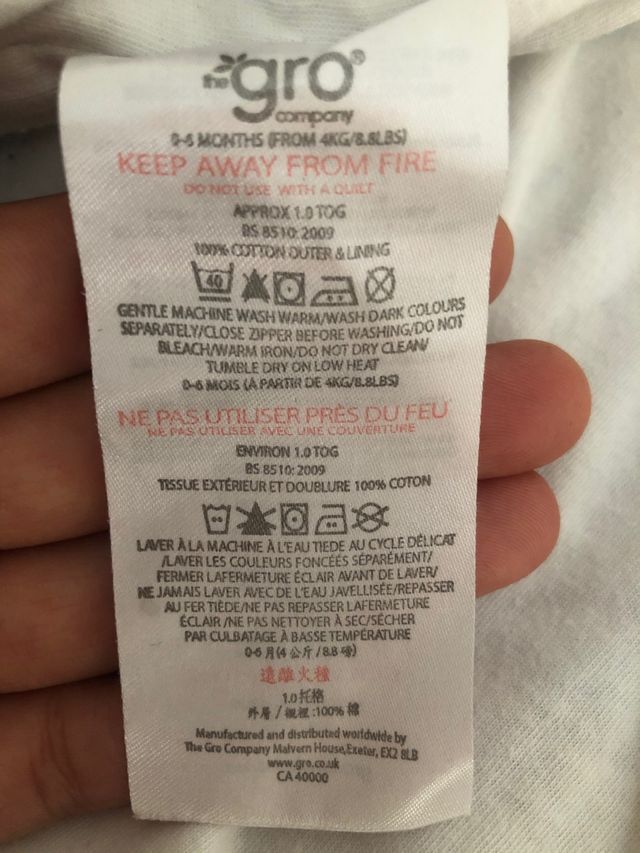 the gro® company
0-6 MONTHS (FROM 4KG/8.8LBS)
KEEP AWAY FROM FIRE
DO NOT USE WITH A QUILT
APPROX 1.0 TOG
BS 8510: 2009
100% COTTON OUTER & LINING
40
GENTLE MACHINE WASH WARM/WASH DARK COLOURS
SEPARATELY/CLOSE ZIPPER BEFORE WASHING/DO NOT
BLEACH/WARM IRON/DO NOT DRY CLEAN/
TUMBLE DRY ON LOW HEAT
0-6 MOIS (À PARTIR DE 4KG/8.8LBS)
NE PAS UTILISER PRÈS DU FEU
NE PAS UTILISER AVEC UNE COUVERTURE
ENVIRON 1.0 TOG
BS 8510: 2009
TISSUE EXTÉRIEUR ET DOUBLURE 100% COTON
LAVER À LA MACHINE À L'EAU TIEDE AU CYCLE DÉLICAT
/LAVER LES COULEURS FONCÉES SÉPARÉMENT/
FERMER LAFERMETURE ÉCLAIR AVANT DE LAVER/
NE JAMAIS LAVER AVEC DE L'EAU JAVELLISÉE/REPASSER
AU FER TIÈDE/NE PAS REPASSER LAFERMETURE
ÉCLAIR /NE PAS NETTOYER À SEC/SÉCHER
PAR CULBATAGE À BASSE TEMPÉRATURE
0-6 月(4 公斤 / 8.8 磅)
遠離火種
1.0 托格
外層 / 襯裡 :100% 棉
Manufactured and distributed worldwide by
The Gro Company Malvern House,Exeter, EX2 8LB
www.gro.co.uk
CA 40000